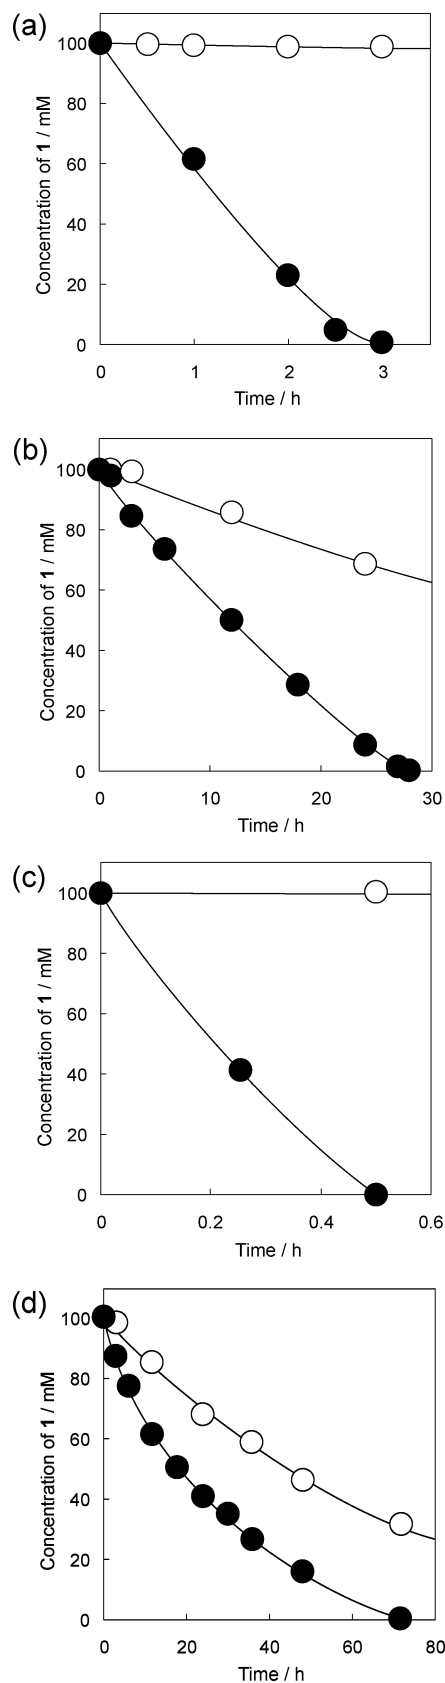 (a)
Concentration of 1 / mM
100
80
60
40
20
0
0 1 2 3
Time / h
(b)
Concentration of 1 / mM
100
80
60
40
20
0
0 10 20 30
Time / h
(c)
Concentration of 1 / mM
100
80
60
40
20
0
0 0.2 0.4 0.6
Time / h
(d)
Concentration of 1 / mM
100
80
60
40
20
0
0 20 40 60 80
Time / h